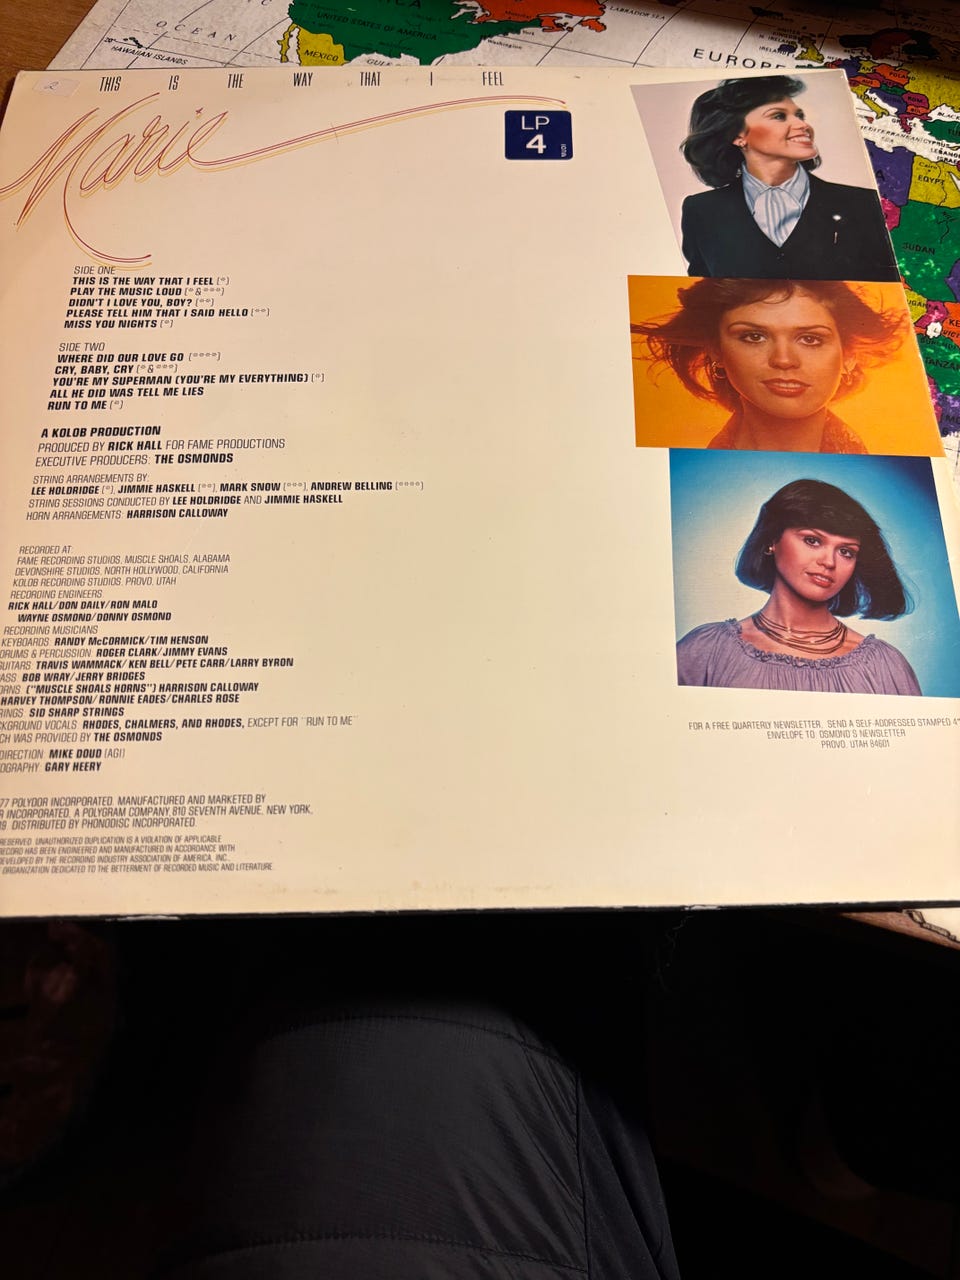 UNITED STATES OF AMERICA
MEXICO
HAWAIIAN ISLANDS
OCEAN
LABRADOR SEA
Washington
EUROPE
POLAND
EGYPT
Cairo
SUDAN
2
THIS IS THE WAY THAT I FEEL
Marie
LP
4
SIDE ONE
THIS IS THE WAY THAT I FEEL (*)
PLAY THE MUSIC LOUD (* & ***)
DIDN'T I LOVE YOU, BOY? (**)
PLEASE TELL HIM THAT I SAID HELLO (**)
MISS YOU NIGHTS (*)
SIDE TWO
WHERE DID OUR LOVE GO (****)
CRY, BABY, CRY (* & ***)
YOU'RE MY SUPERMAN (YOU'RE MY EVERYTHING) (*)
ALL HE DID WAS TELL ME LIES
RUN TO ME (*)
A KOLOB PRODUCTION
PRODUCED BY RICK HALL FOR FAME PRODUCTIONS
EXECUTIVE PRODUCERS: THE OSMONDS
STRING ARRANGEMENTS BY:
LEE HOLDRIDGE (*), JIMMIE HASKELL (**), MARK SNOW (***), ANDREW BELLING (****)
STRING SESSIONS CONDUCTED BY LEE HOLDRIDGE AND JIMMIE HASKELL
HORN ARRANGEMENTS: HARRISON CALLOWAY
RECORDED AT:
FAME RECORDING STUDIOS, MUSCLE SHOALS, ALABAMA
DEVONSHIRE STUDIOS, NORTH HOLLYWOOD, CALIFORNIA
KOLOB RECORDING STUDIOS, PROVO, UTAH
RECORDING ENGINEERS:
RICK HALL/DON DAILY/RON MALO
WAYNE OSMOND/DONNY OSMOND
RECORDING MUSICIANS
KEYBOARDS: RANDY McCORMICK/TIM HENSON
DRUMS & PERCUSSION: ROGER CLARK/JIMMY EVANS
GUITARS: TRAVIS WAMMACK/KEN BELL/PETE CARR/LARRY BYRON
ASS: BOB WRAY/JERRY BRIDGES
ORNS: ("MUSCLE SHOALS HORNS") HARRISON CALLOWAY
HARVEY THOMPSON/RONNIE EADES/CHARLES ROSE
RINGS: SID SHARP STRINGS
CKGROUND VOCALS: RHODES, CHALMERS, AND RHODES, EXCEPT FOR "RUN TO ME"
CH WAS PROVIDED BY THE OSMONDS
DIRECTION: MIKE DOUD (AGI)
OGRAPHY: GARY HEERY
77 POLYDOR INCORPORATED. MANUFACTURED AND MARKETED BY
R INCORPORATED, A POLYGRAM COMPANY, 810 SEVENTH AVENUE, NEW YORK,
19. DISTRIBUTED BY PHONODISC INCORPORATED.
RESERVED. UNAUTHORIZED DUPLICATION IS A VIOLATION OF APPLICABLE
RECORD HAS BEEN ENGINEERED AND MANUFACTURED IN ACCORDANCE WITH
DEVELOPED BY THE RECORDING INDUSTRY ASSOCIATION OF AMERICA, INC.,
ORGANIZATION DEDICATED TO THE BETTERMENT OF RECORDED MUSIC AND LITERATURE.
FOR A FREE QUARTERLY NEWSLETTER, SEND A SELF-ADDRESSED STAMPED 4"
ENVELOPE TO: OSMOND'S NEWSLETTER
PROVO, UTAH 84601